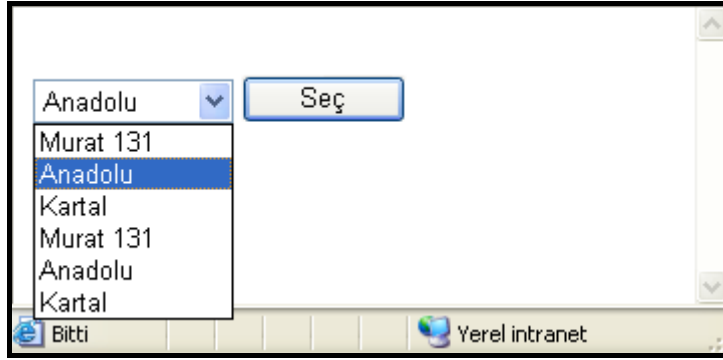 Anadolu Seç
Murat 131
Anadolu
Kartal
Murat 131
Anadolu
Kartal
Bitti Yerel intranet